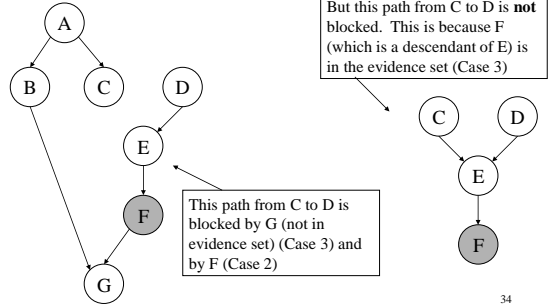 But this path from C to D is not
blocked. This is because F
(which is a descendant of E) is
in the evidence set (Case 3)
A
B
C
D
E
F
G
This path from C to D is
blocked by G (not in
evidence set) (Case 3) and
by F (Case 2)
C
D
E
F
34